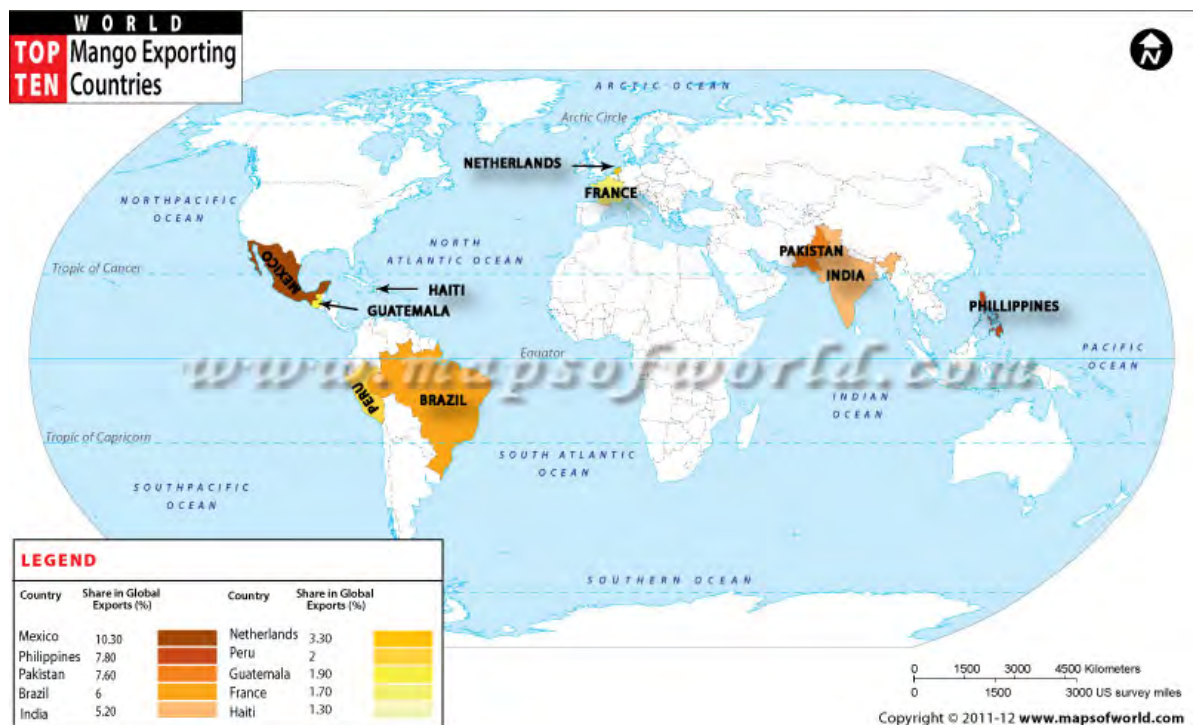 WORLD
TOP TEN
Mango Exporting
Countries
N
ARCTIC OCEAN
Arctic Circle
NETHERLANDS
FRANCE
NORTHPACIFIC
OCEAN
NORTH
ATLANTIC OCEAN
PAKISTAN
INDIA
Tropic of Cancer
MEXICO
HAITI
GUATEMALA
PHILLIPPINES
Equator
PACIFIC
OCEAN
www.mapsofworld.com
PERU
BRAZIL
INDIAN
OCEAN
Tropic of Capricorn
SOUTH ATLANTIC
OCEAN
SOUTHPACIFIC
OCEAN
SOUTHERN OCEAN
LEGEND
Country Share in Global Exports (%) Country Share in Global Exports (%)
Mexico 10.30 Netherlands 3.30
Philippines 7.80 Peru 2
Pakistan 7.60 Guatemala 1.90
Brazil 6 France 1.70
India 5.20 Haiti 1.30
0 1500 3000 4500 Kilometers
0 1500 3000 US survey miles
Copyright © 2011-12 www.mapsofworld.com